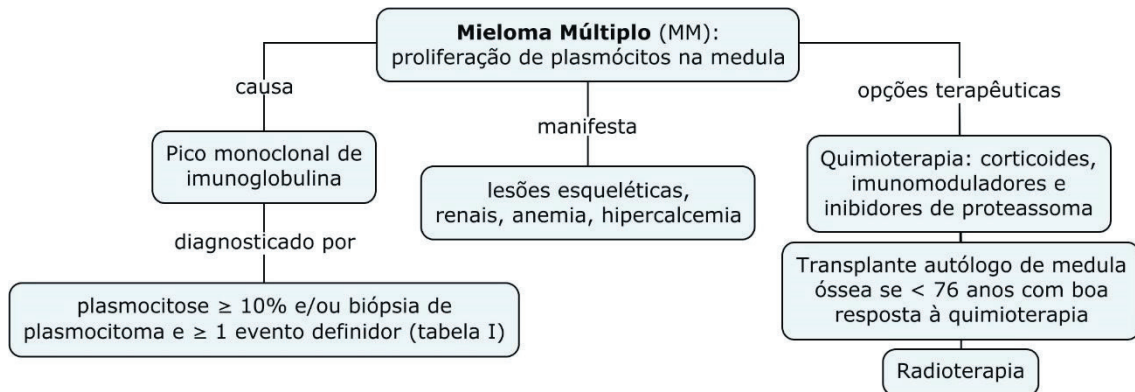 Mieloma Múltiplo (MM):
proliferação de plasmócitos na medula
causa
manifesta
opções terapêuticas
Pico monoclonal de
imunoglobulina
lesões esqueléticas,
renais, anemia, hipercalcemia
Quimioterapia: corticoides,
imunomoduladores e
inibidores de proteassoma
diagnosticado por
plasmocitose ≥ 10% e/ou biópsia de
plasmocitoma e ≥ 1 evento definidor (tabela I)
Transplante autólogo de medula
óssea se < 76 anos com boa
resposta à quimioterapia
Radioterapia